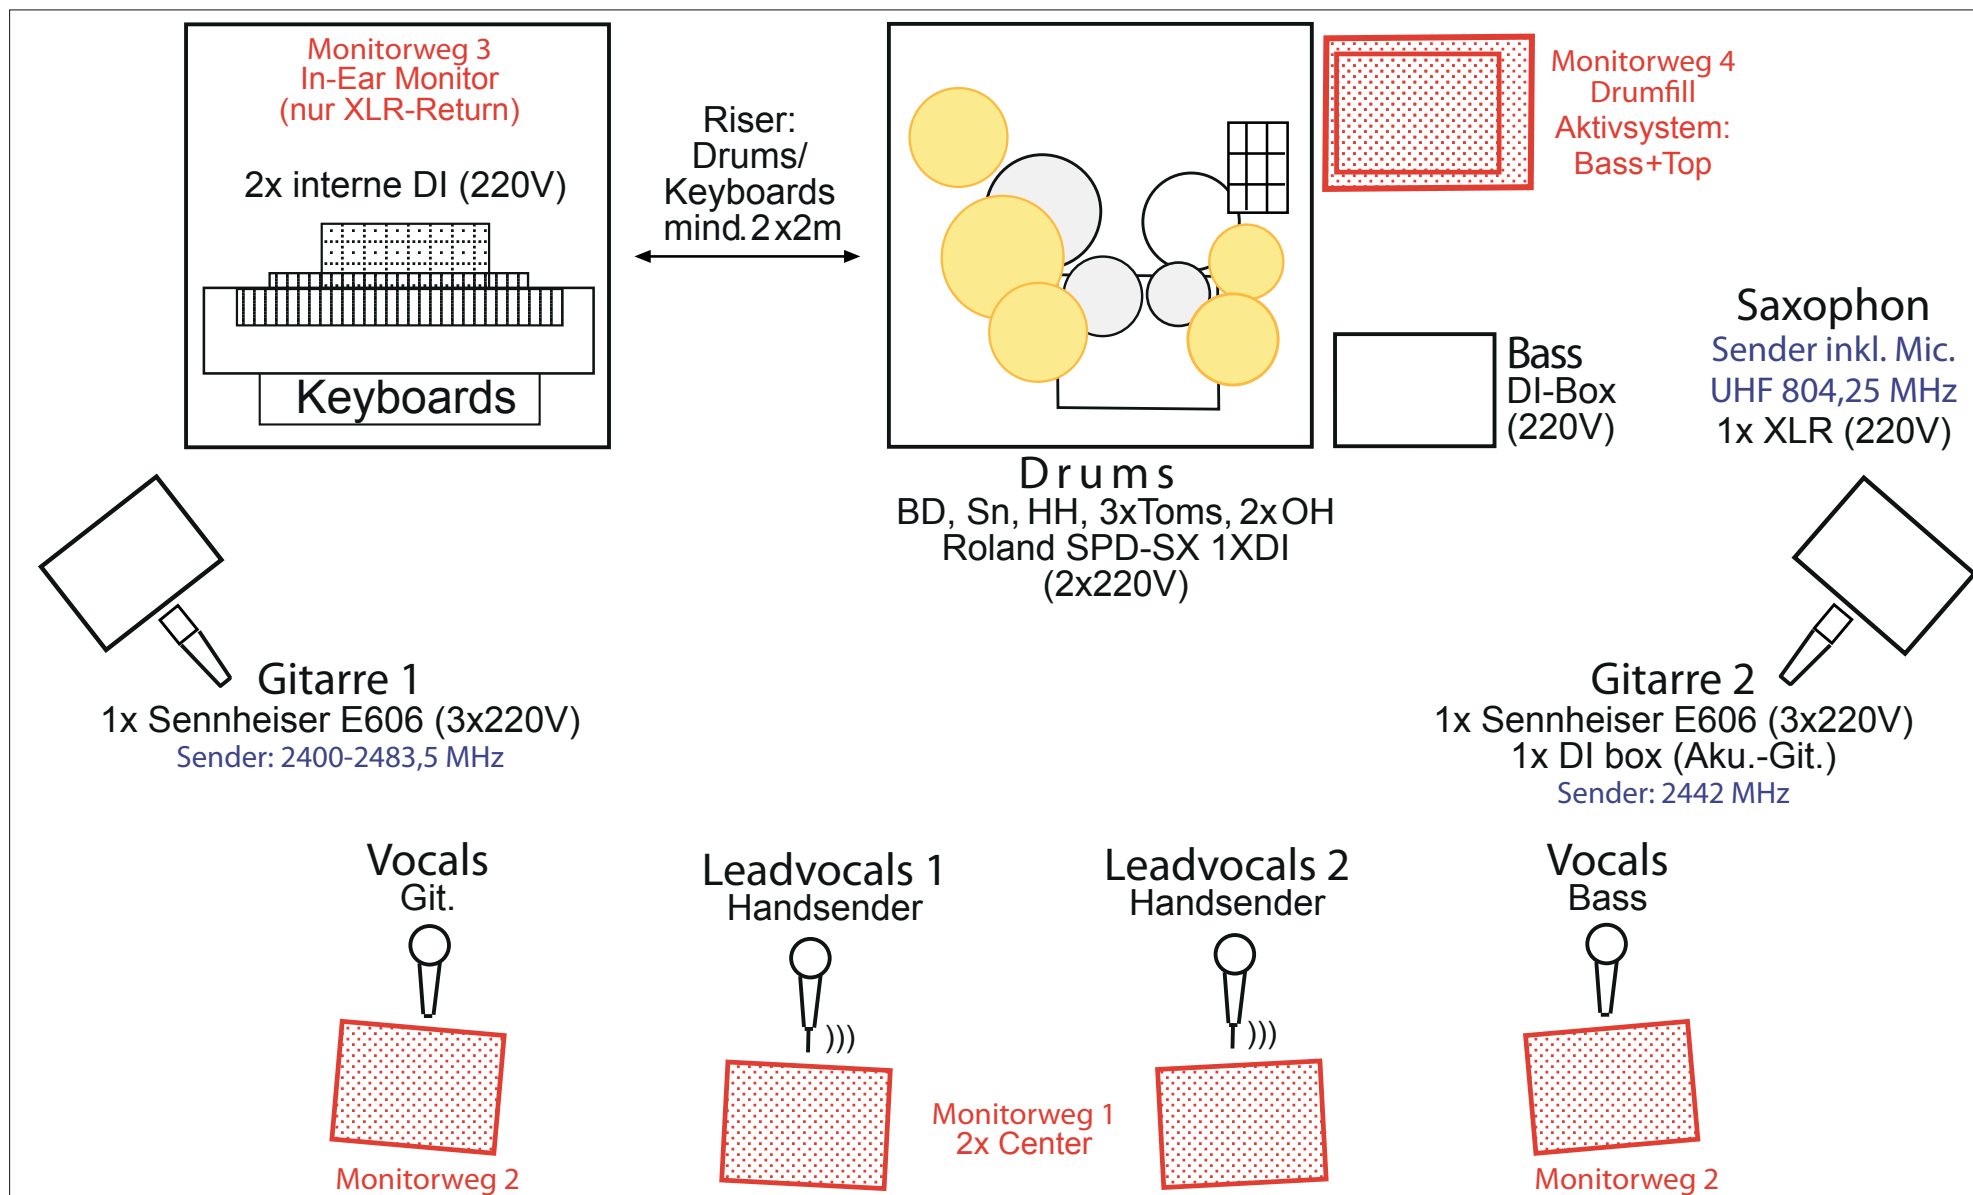 Monitorweg 3
In-Ear Monitor
(nur XLR-Return)
2x interne DI (220V)
Keyboards
Riser:
Drums/
Keyboards
mind. 2x2m
Monitorweg 4
Drumfill
Aktivsystem:
Bass+Top
Drums
BD, Sn, HH, 3xToms, 2xOH
Roland SPD-SX 1XDI
(2x220V)
Bass
DI-Box
(220V)
Saxophon
Sender inkl. Mic.
UHF 804,25 MHz
1x XLR (220V)
Gitarre 1
1x Sennheiser E606 (3x220V)
Sender: 2400-2483,5 MHz
Gitarre 2
1x Sennheiser E606 (3x220V)
1x DI box (Aku.-Git.)
Sender: 2442 MHz
Vocals
Git.
Leadvocals 1
Handsender
)))
Leadvocals 2
Handsender
)))
Vocals
Bass
Monitorweg 2
Monitorweg 1
2x Center
Monitorweg 2